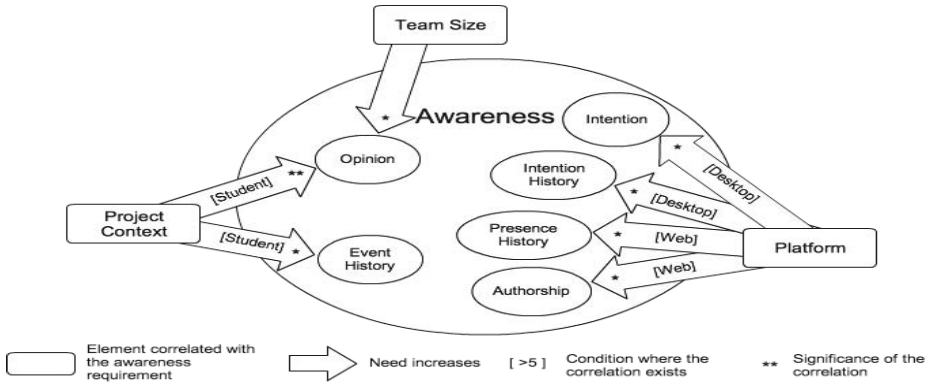 Team Size
*
Awareness
Intention
*
Opinion
**
[Student]
Intention
History
*
[Desktop]
[Desktop]
Project
Context
[Student]
*
Presence
History
*
[Web]
Platform
Event
History
Authorship
*
[Web]
Element correlated with
the awareness
requirement
Need increases
[ >5 ]
Condition where the
correlation exists
**
Significance of the
correlation